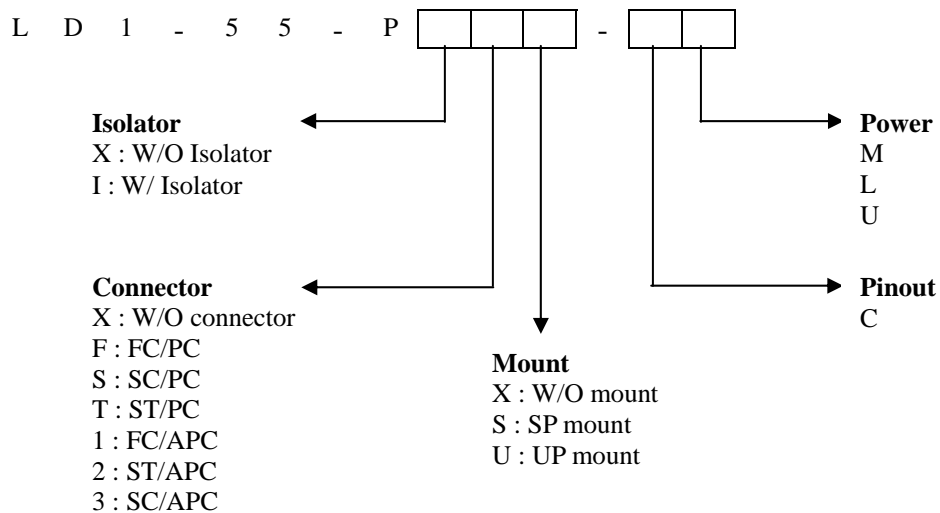 L D 1 - 5 5 - P -
Isolator
X : W/O Isolator
I : W/ Isolator
Power
M
L
U
Connector
X : W/O connector
F : FC/PC
S : SC/PC
T : ST/PC
1 : FC/APC
2 : ST/APC
3 : SC/APC
Mount
X : W/O mount
S : SP mount
U : UP mount
Pinout
C